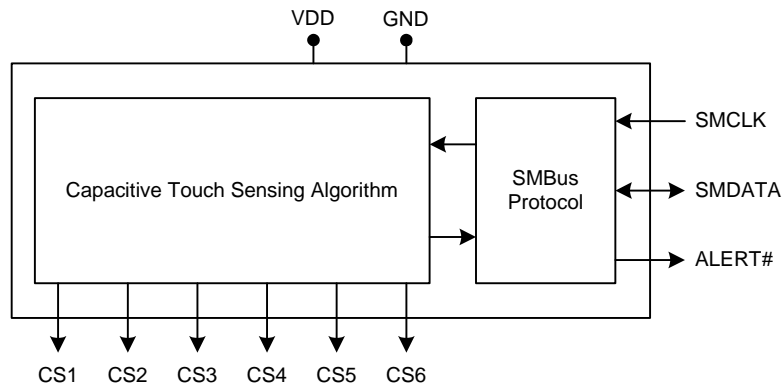 VDD GND
SMCLK
Capacitive Touch Sensing Algorithm
SMBus
Protocol
SMDATA
ALERT#
CS1 CS2 CS3 CS4 CS5 CS6